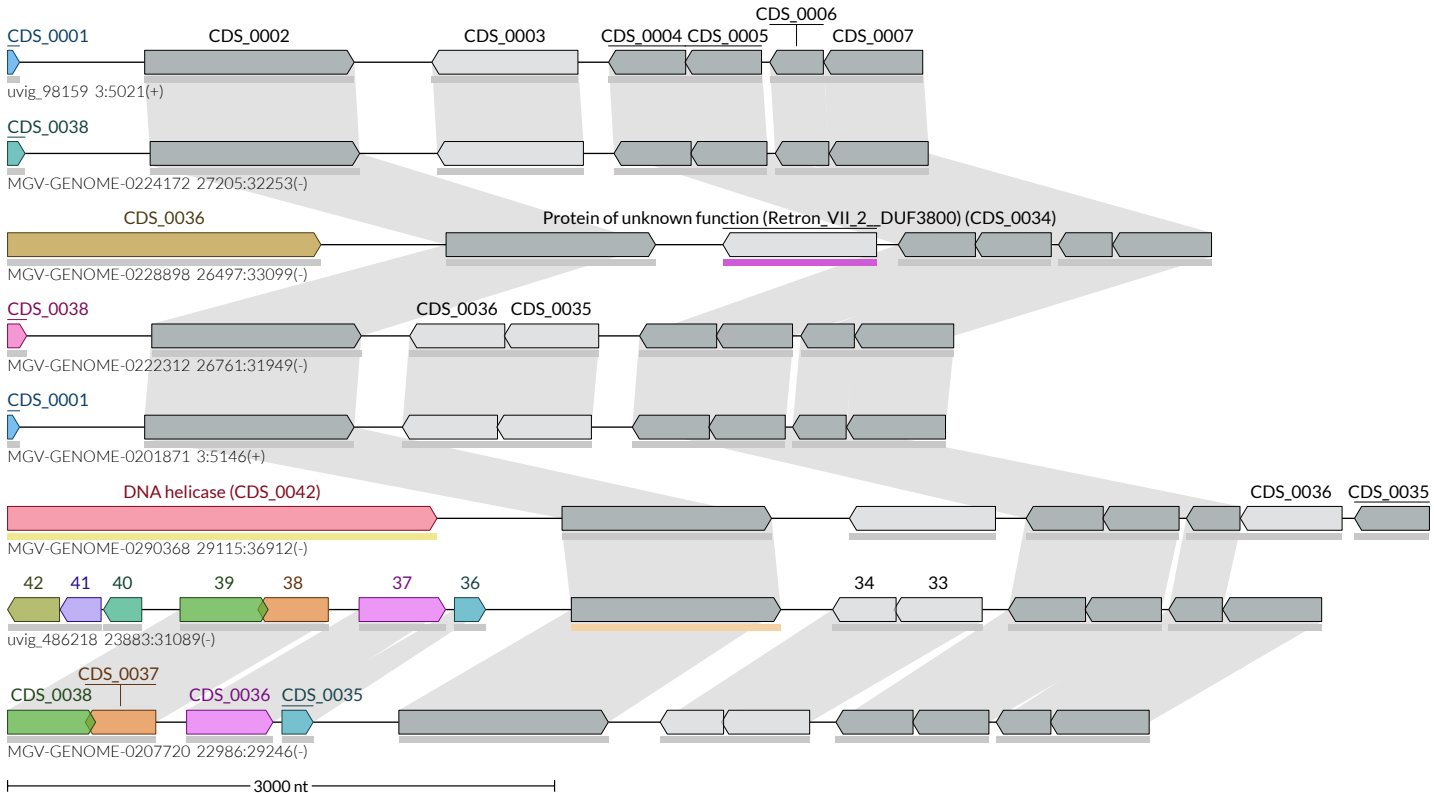 CDS_0006
CDS_0001 CDS_0002 CDS_0003 CDS_0004 CDS_0005 CDS_0007
uvig_98159 3:5021(+)
CDS_0038
MGV-GENOME-0224172 27205:32253(-)
CDS_0036 Protein of unknown function (Retron_VII_2__DUF3800) (CDS_0034)
MGV-GENOME-0228898 26497:33099(-)
CDS_0038 CDS_0036 CDS_0035
MGV-GENOME-0222312 26761:31949(-)
CDS_0001
MGV-GENOME-0201871 3:5146(+)
DNA helicase (CDS_0042) CDS_0036 CDS_0035
MGV-GENOME-0290368 29115:36912(-)
42 41 40 39 38 37 36 34 33
uvig_486218 23883:31089(-)
CDS_0037
CDS_0038 CDS_0036 CDS_0035
MGV-GENOME-0207720 22986:29246(-)
3000 nt